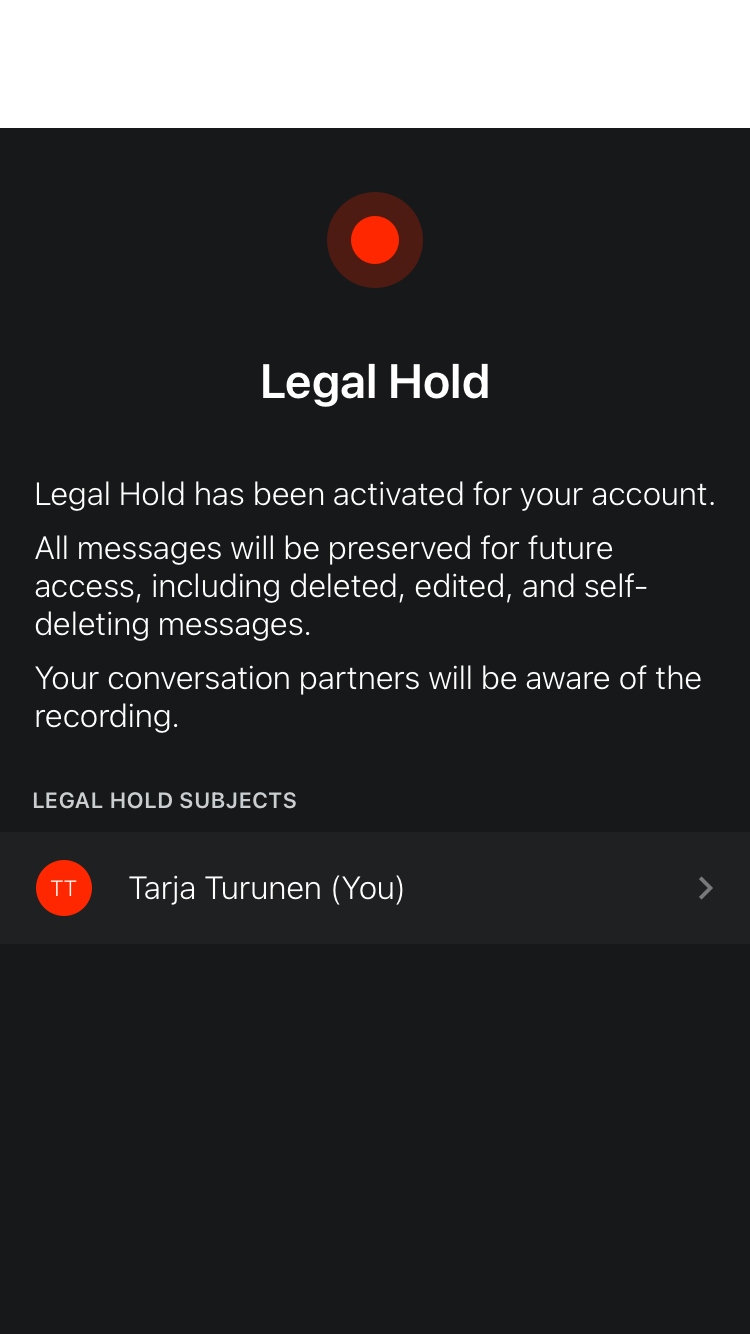 Legal Hold
Legal Hold has been activated for your account.
All messages will be preserved for future
access, including deleted, edited, and self-
deleting messages.
Your conversation partners will be aware of the
recording.
LEGAL HOLD SUBJECTS
TT Tarja Turunen (You)